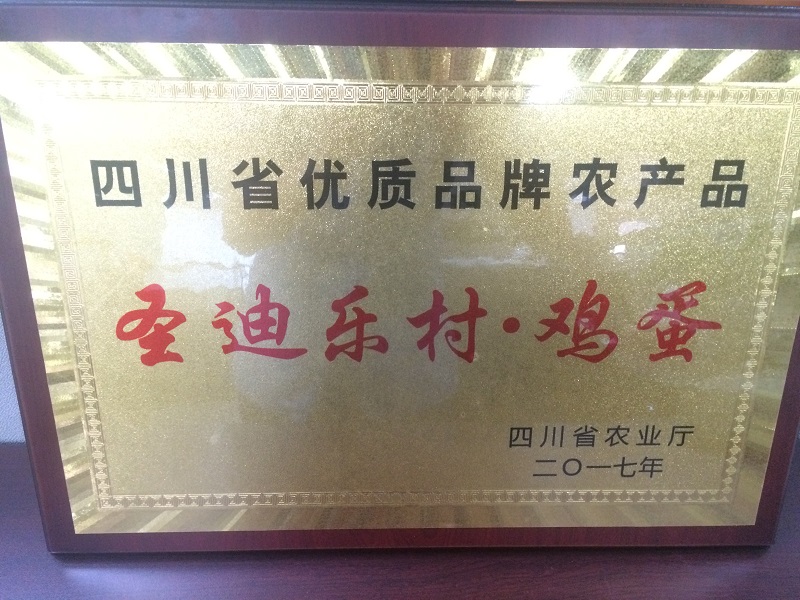 四川省优质品牌农产品
圣迪乐村·鸡蛋
四川省农业厅
二〇一七年